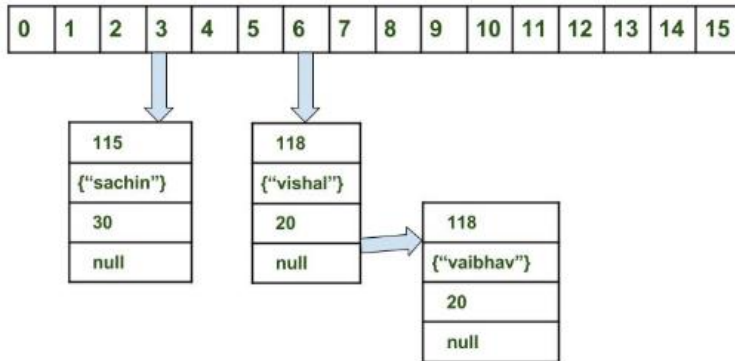 0 1 2 3 4 5 6 7 8 9 10 11 12 13 14 15
115
{“sachin”}
30
null
118
{“vishal”}
20
null
118
{“vaibhav”}
20
null